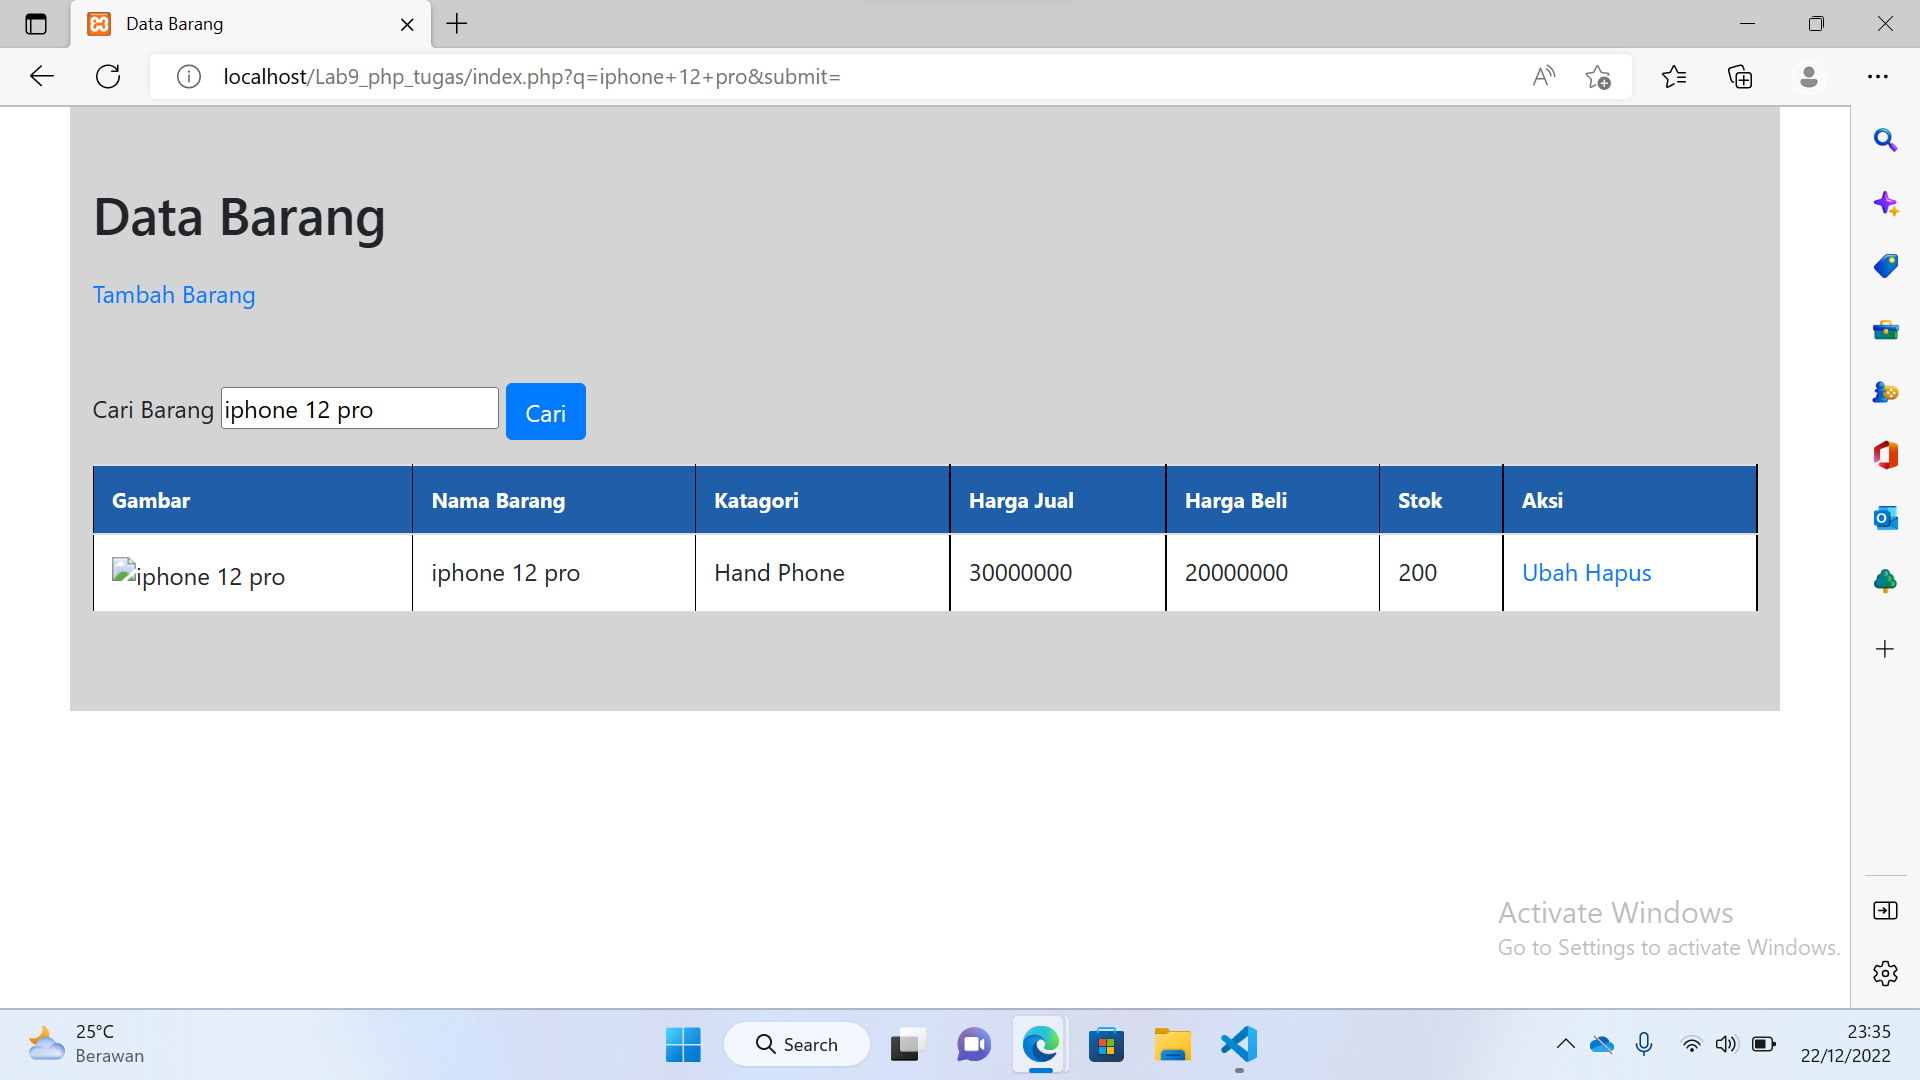 Data Barang
localhost/Lab9_php_tugas/index.php?q=iphone+12+pro&submit=
Data Barang
Tambah Barang
Cari Barang iphone 12 pro Cari
Gambar Nama Barang Katagori Harga Jual Harga Beli Stok Aksi
iphone 12 pro iphone 12 pro Hand Phone 30000000 20000000 200 Ubah Hapus
Activate Windows
Go to Settings to activate Windows.
25°C
Berawan
Search
23:35
22/12/2022